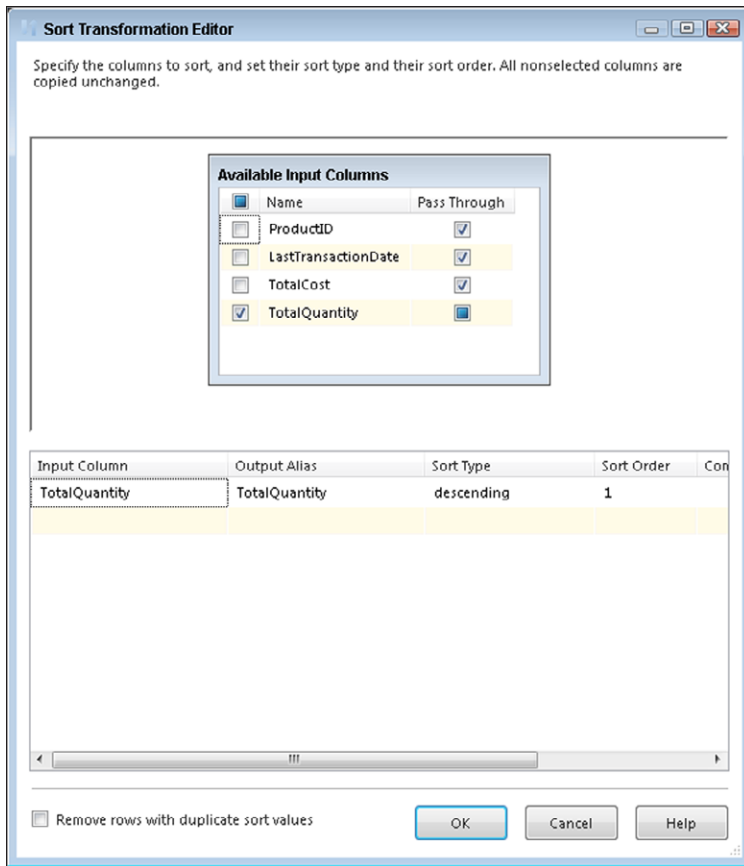 Sort Transformation Editor
Specify the columns to sort, and set their sort type and their sort order. All nonselected columns are
copied unchanged.
Available Input Columns
Name Pass Through
ProductID
LastTransactionDate
TotalCost
TotalQuantity
Input Column Output Alias Sort Type Sort Order Con
TotalQuantity TotalQuantity descending 1
Remove rows with duplicate sort values OK Cancel Help